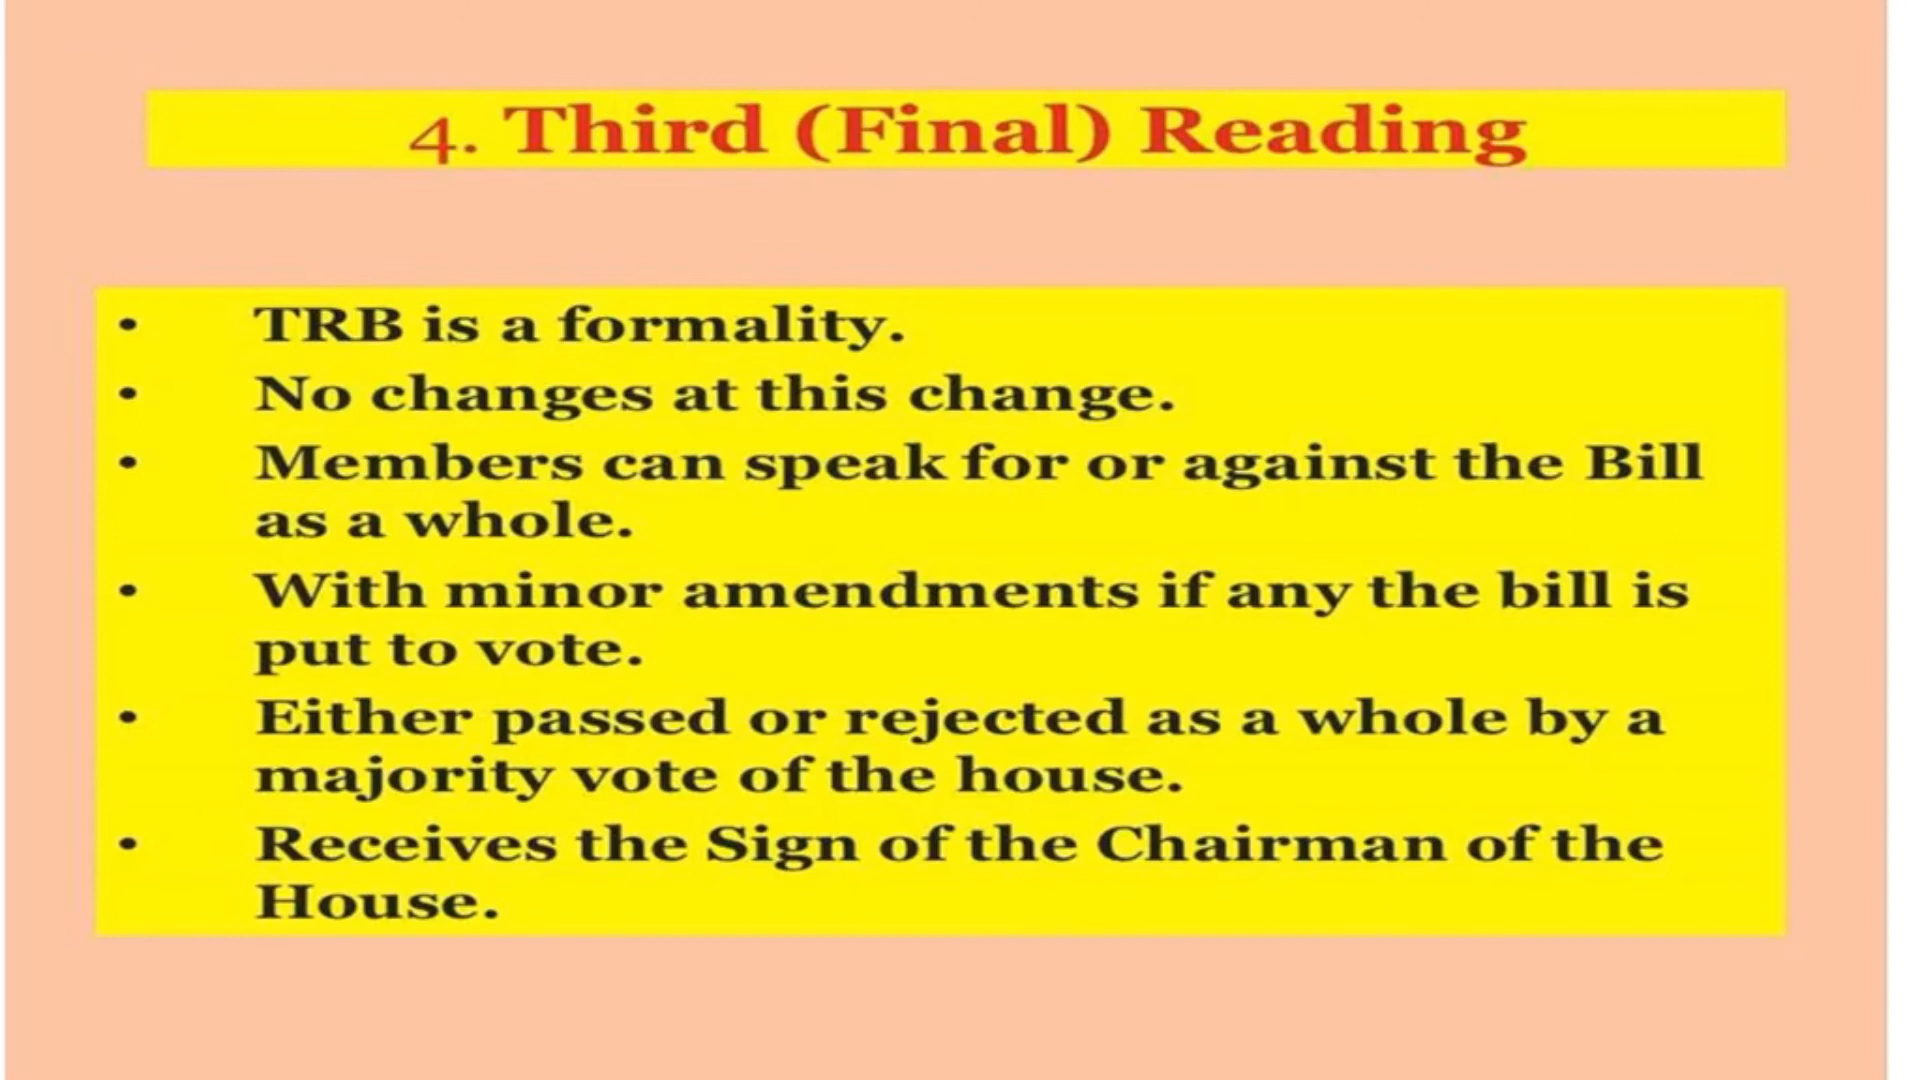 4. Third (Final) Reading
• TRB is a formality.
• No changes at this change.
• Members can speak for or against the Bill
as a whole.
• With minor amendments if any the bill is
put to vote.
• Either passed or rejected as a whole by a
majority vote of the house.
• Receives the Sign of the Chairman of the
House.